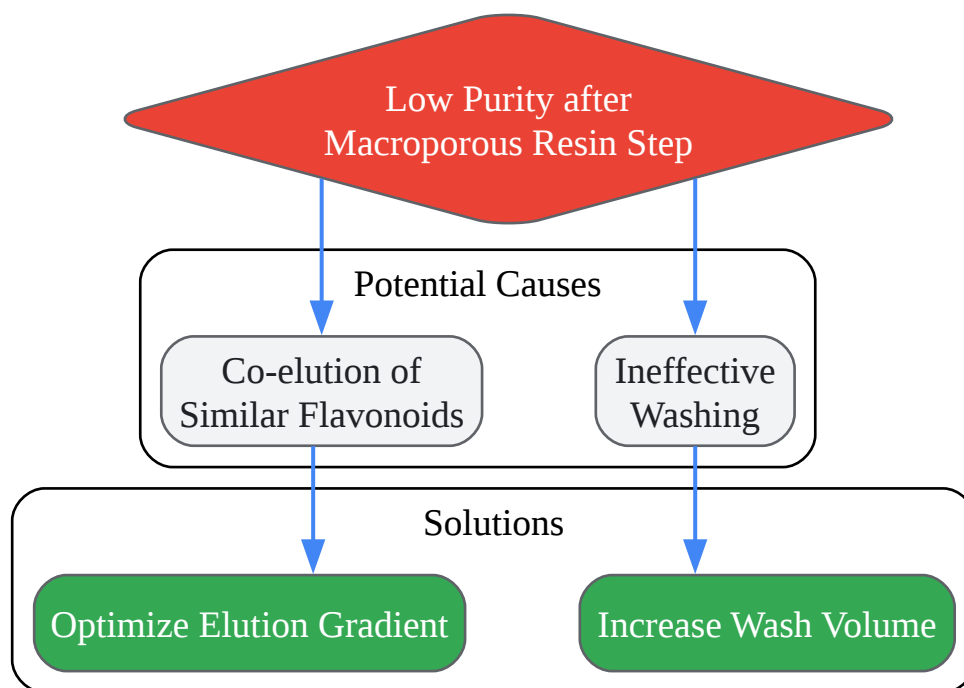 Low Purity after
Macroporous Resin Step
Potential Causes
Co-elution of
Similar Flavonoids
Ineffective
Washing
Solutions
Optimize Elution Gradient
Increase Wash Volume